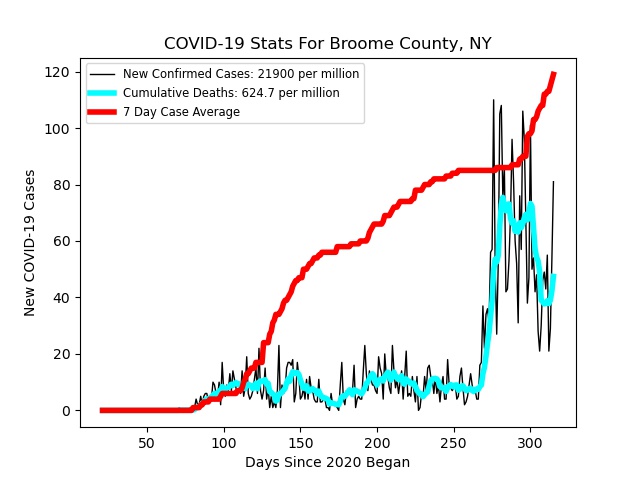 COVID-19 Stats For Broome County, NY
New Confirmed Cases: 21900 per million
Cumulative Deaths: 624.7 per million
7 Day Case Average
120
100
80
60
40
20
0
New COVID-19 Cases
50
100
150
200
250
300
Days Since 2020 Began